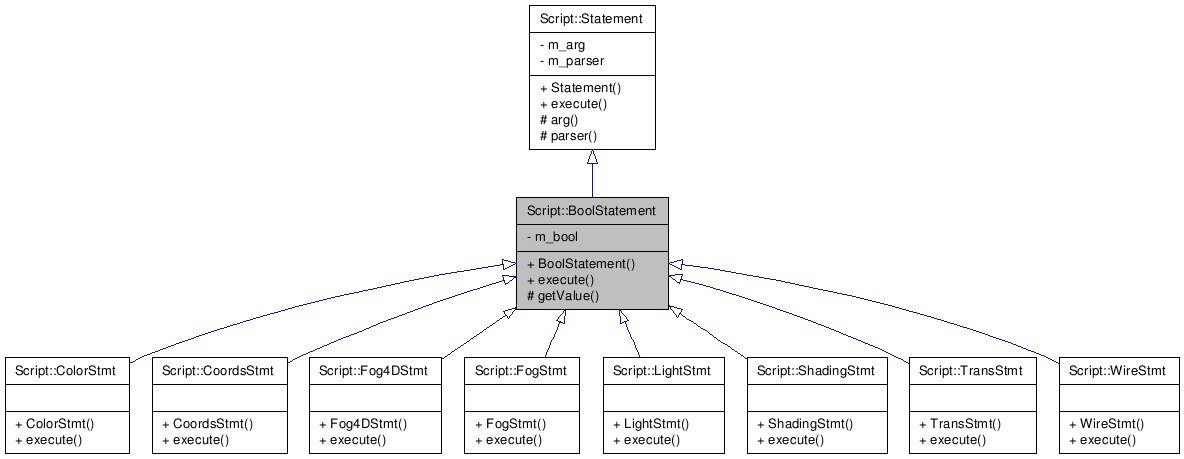 Script::Statement
- m_arg
- m_parser
+ Statement()
+ execute()
# arg()
# parser()
Script::BoolStatement
- m_bool
+ BoolStatement()
+ execute()
# getValue()
Script::ColorStmt
+ ColorStmt()
+ execute()
Script::CoordsStmt
+ CoordsStmt()
+ execute()
Script::Fog4DStmt
+ Fog4DStmt()
+ execute()
Script::FogStmt
+ FogStmt()
+ execute()
Script::LightStmt
+ LightStmt()
+ execute()
Script::ShadingStmt
+ ShadingStmt()
+ execute()
Script::TransStmt
+ TransStmt()
+ execute()
Script::WireStmt
+ WireStmt()
+ execute()